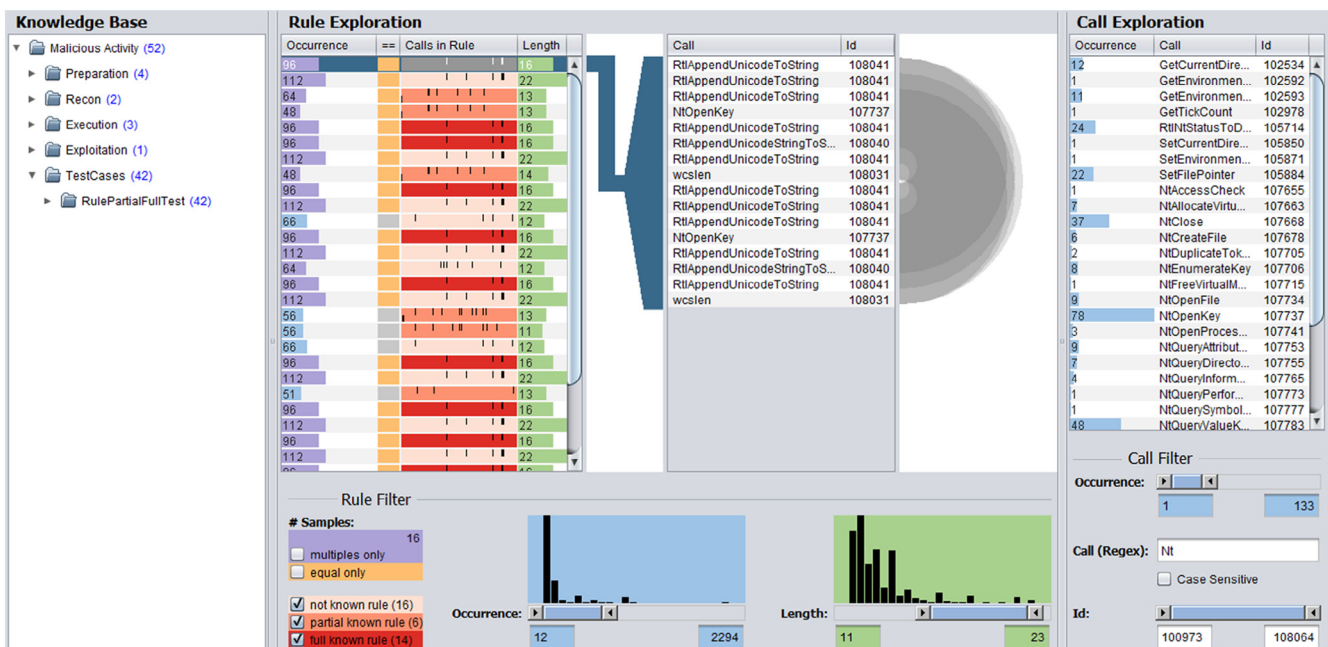 Knowledge Base
Malicious Activity (52)
Preparation (4)
Recon (2)
Execution (3)
Exploitation (1)
TestCases (42)
RulePartialFullTest (42)
Rule Exploration
Occurrence == Calls in Rule Length
96 16
112 22
64 13
48 13
96 16
96 16
112 22
48 14
96 16
112 22
66 12
96 16
112 22
64 12
96 16
112 22
56 13
56 11
66 12
96 16
112 22
51 13
96 16
112 22
96 16
112 22
96 16
Call Id
RtlAppendUnicodeToString 108041
RtlAppendUnicodeToString 108041
RtlAppendUnicodeToString 108041
NtOpenKey 107737
RtlAppendUnicodeToString 108041
RtlAppendUnicodeStringToS... 108040
RtlAppendUnicodeToString 108041
wcslen 108031
RtlAppendUnicodeToString 108041
RtlAppendUnicodeToString 108041
RtlAppendUnicodeToString 108041
NtOpenKey 107737
RtlAppendUnicodeToString 108041
RtlAppendUnicodeStringToS... 108040
RtlAppendUnicodeToString 108041
wcslen 108031
Rule Filter
# Samples:
16
multiples only
equal only
not known rule (16)
partial known rule (6)
full known rule (14)
Occurrence:
12 2294
Length:
11 23
Call Exploration
Occurrence Call Id
12 GetCurrentDire... 102534
1 GetEnvironmen... 102592
11 GetEnvironmen... 102593
1 GetTickCount 102978
24 RtlNtStatusToD... 105714
1 SetCurrentDire... 105850
1 SetEnvironmen... 105871
22 SetFilePointer 105884
1 NtAccessCheck 107655
7 NtAllocateVirtu... 107663
37 NtClose 107668
6 NtCreateFile 107678
2 NtDuplicateTok... 107705
8 NtEnumerateKey 107706
1 NtFreeVirtualM... 107715
9 NtOpenFile 107734
78 NtOpenKey 107737
3 NtOpenProces... 107741
9 NtQueryAttribut... 107753
7 NtQueryDirecto... 107755
4 NtQueryInform... 107765
1 NtQueryPerfor... 107773
1 NtQuerySymbol... 107777
48 NtQueryValueK... 107783
Call Filter
Occurrence:
1 133
Call (Regex): Nt
Case Sensitive
Id:
100973 108064